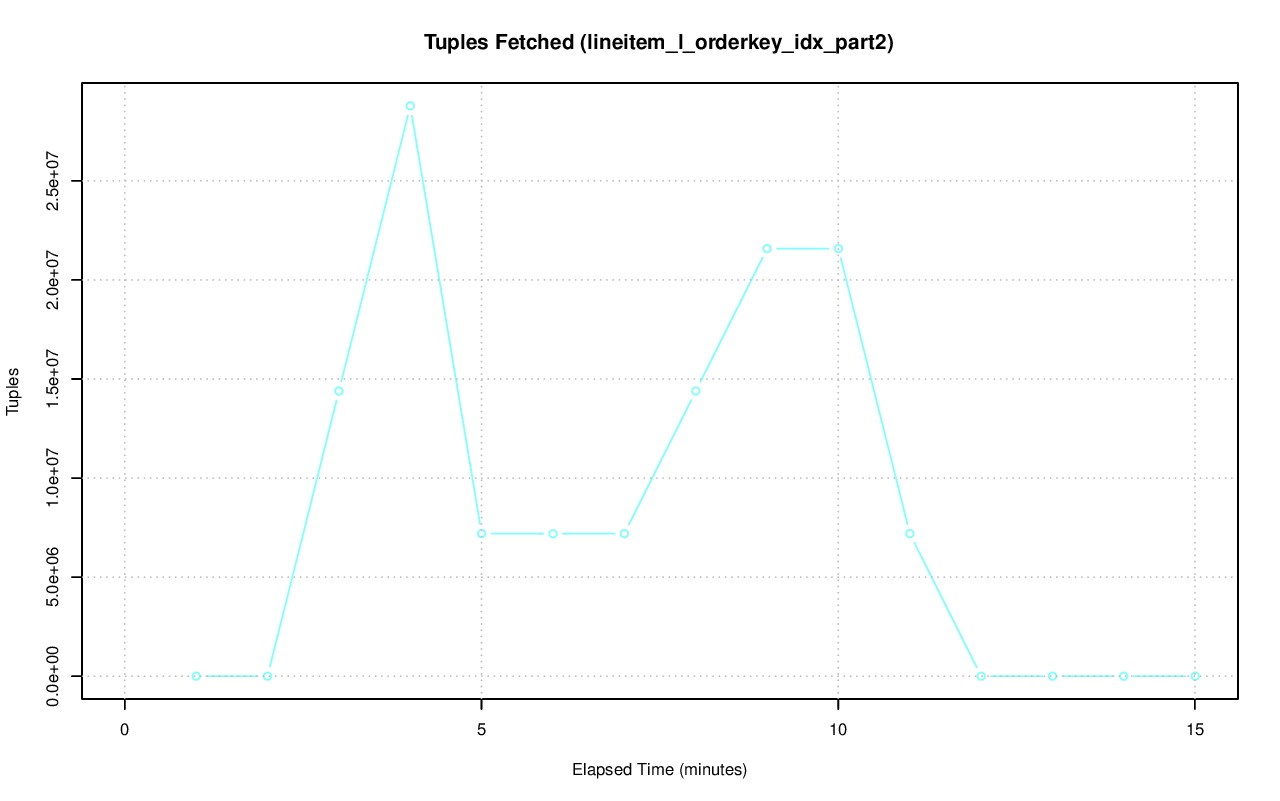 Tuples Fetched (lineitem_l_orderkey_idx_part2)
Tuples
2.5e+07
2.0e+07
1.5e+07
1.0e+07
5.0e+06
0.0e+00
0 5 10 15
Elapsed Time (minutes)